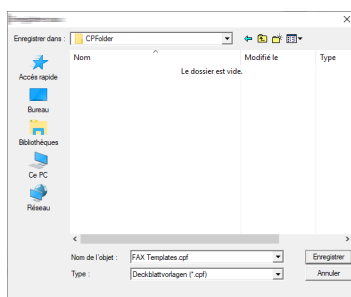 Enregistrer dans :
CPFolder
Nom
Modifié le
Type
Le dossier est vide.
Accès rapide
Bureau
Bibliothèques
Ce PC
Réseau
Nom de l'objet :
FAX Templates.cpf
Enregistrer
Type :
Deckblattvorlagen (*.cpf)
Annuler